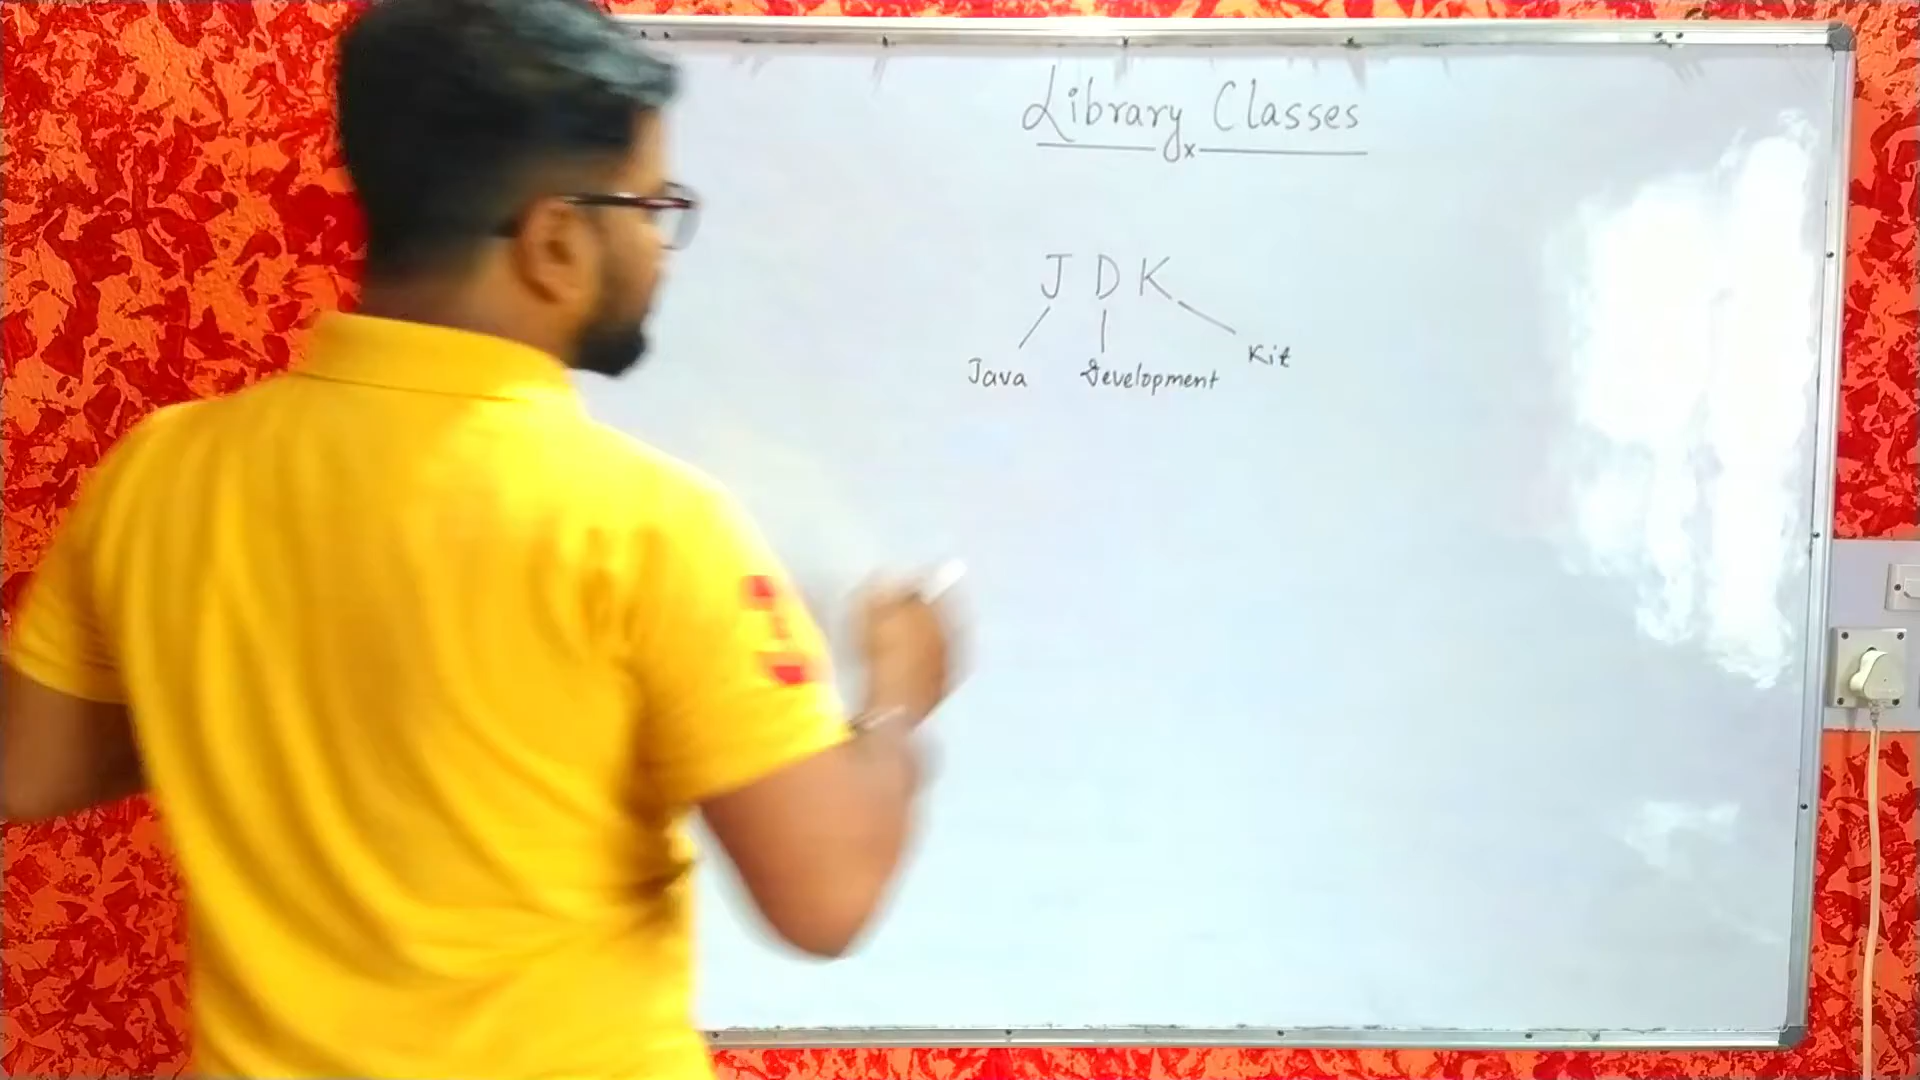 Library Classes
x
J D K
Java Development Kit